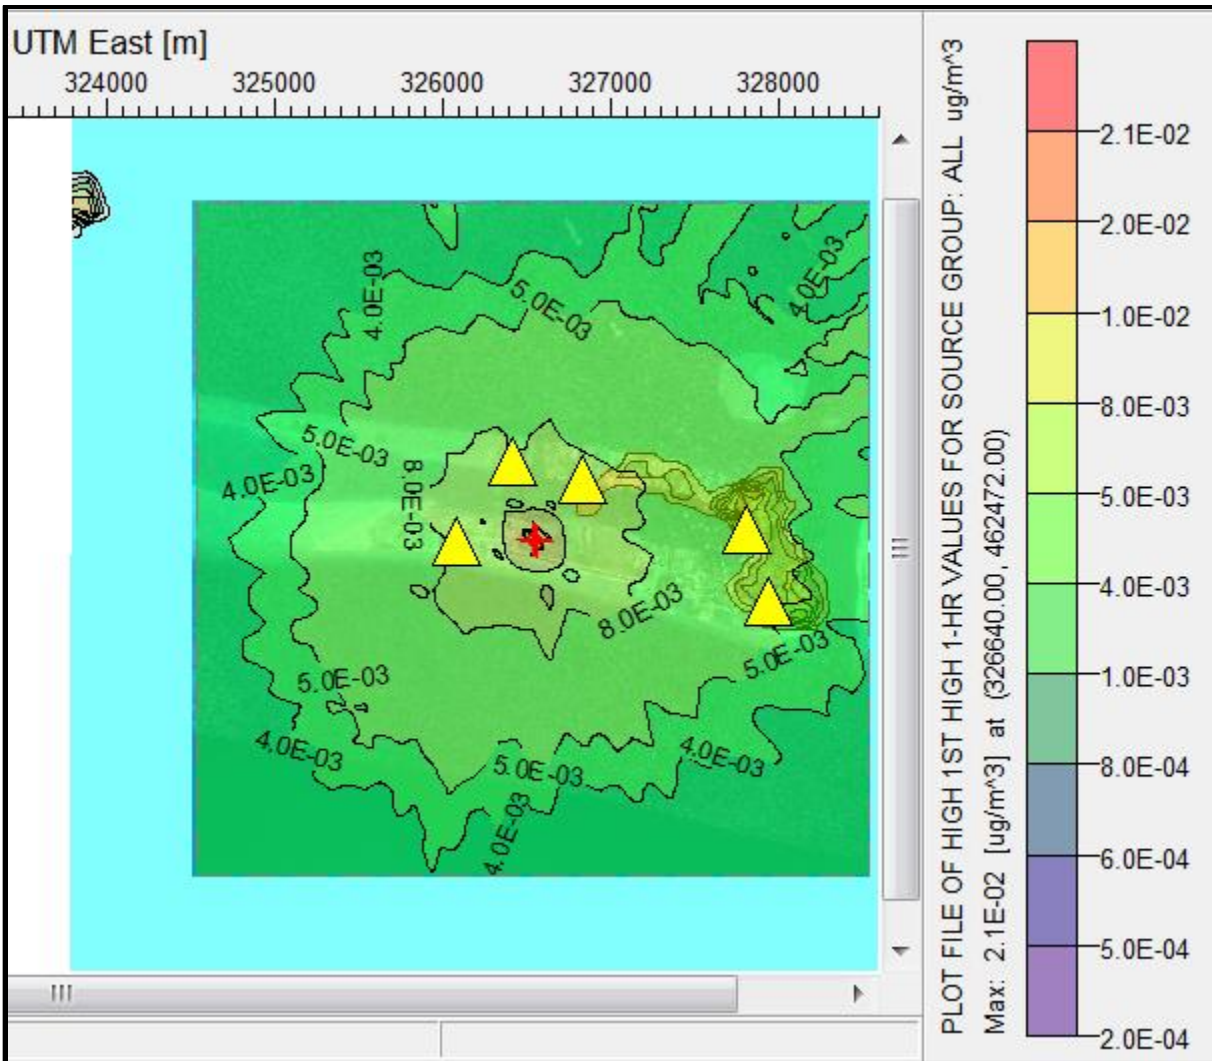 UTM East [m]
324000 325000 326000 327000 328000
4.0E-03
5.0E-03
4.0E-03
5.0E-03
4.0E-03
8.0E-03
8.0E-03
5.0E-03
5.0E-03
4.0E-03
5.0E-03
4.0E-03
4.0E-03
PLOT FILE OF HIGH 1ST HIGH 1-HR VALUES FOR SOURCE GROUP: ALL ug/m^3
Max: 2.1E-02 [ug/m^3] at (326640.00, 462472.00)
2.1E-02
2.0E-02
1.0E-02
8.0E-03
5.0E-03
4.0E-03
1.0E-03
8.0E-04
6.0E-04
5.0E-04
2.0E-04